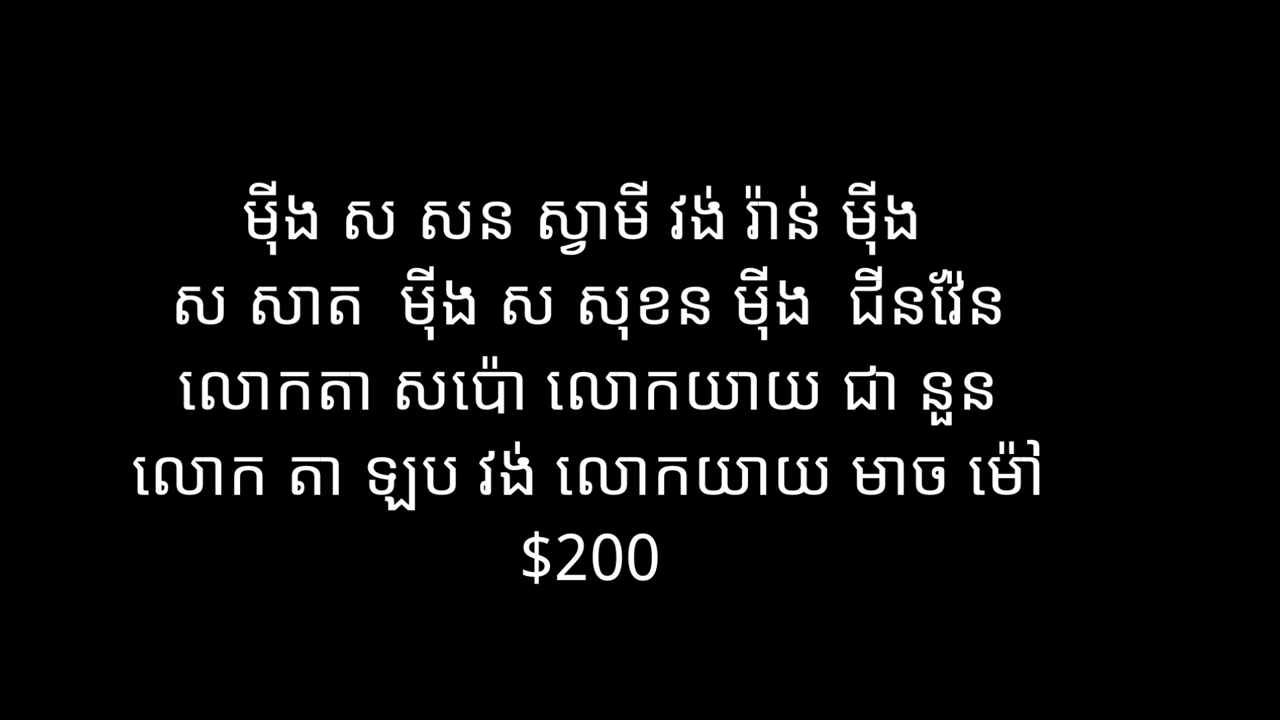 ម៉ីង ស សន ស្វាមី វង់ រ៉ាន់ ម៉ីង
ស សាត ម៉ីង ស សុខន ម៉ីង ជីនវ៉ែន
លោកតា សប៉ោ លោកយាយ ជា នួន
លោក តា ឡូប វង់ លោកយាយ មាច ម៉ៅ
$200